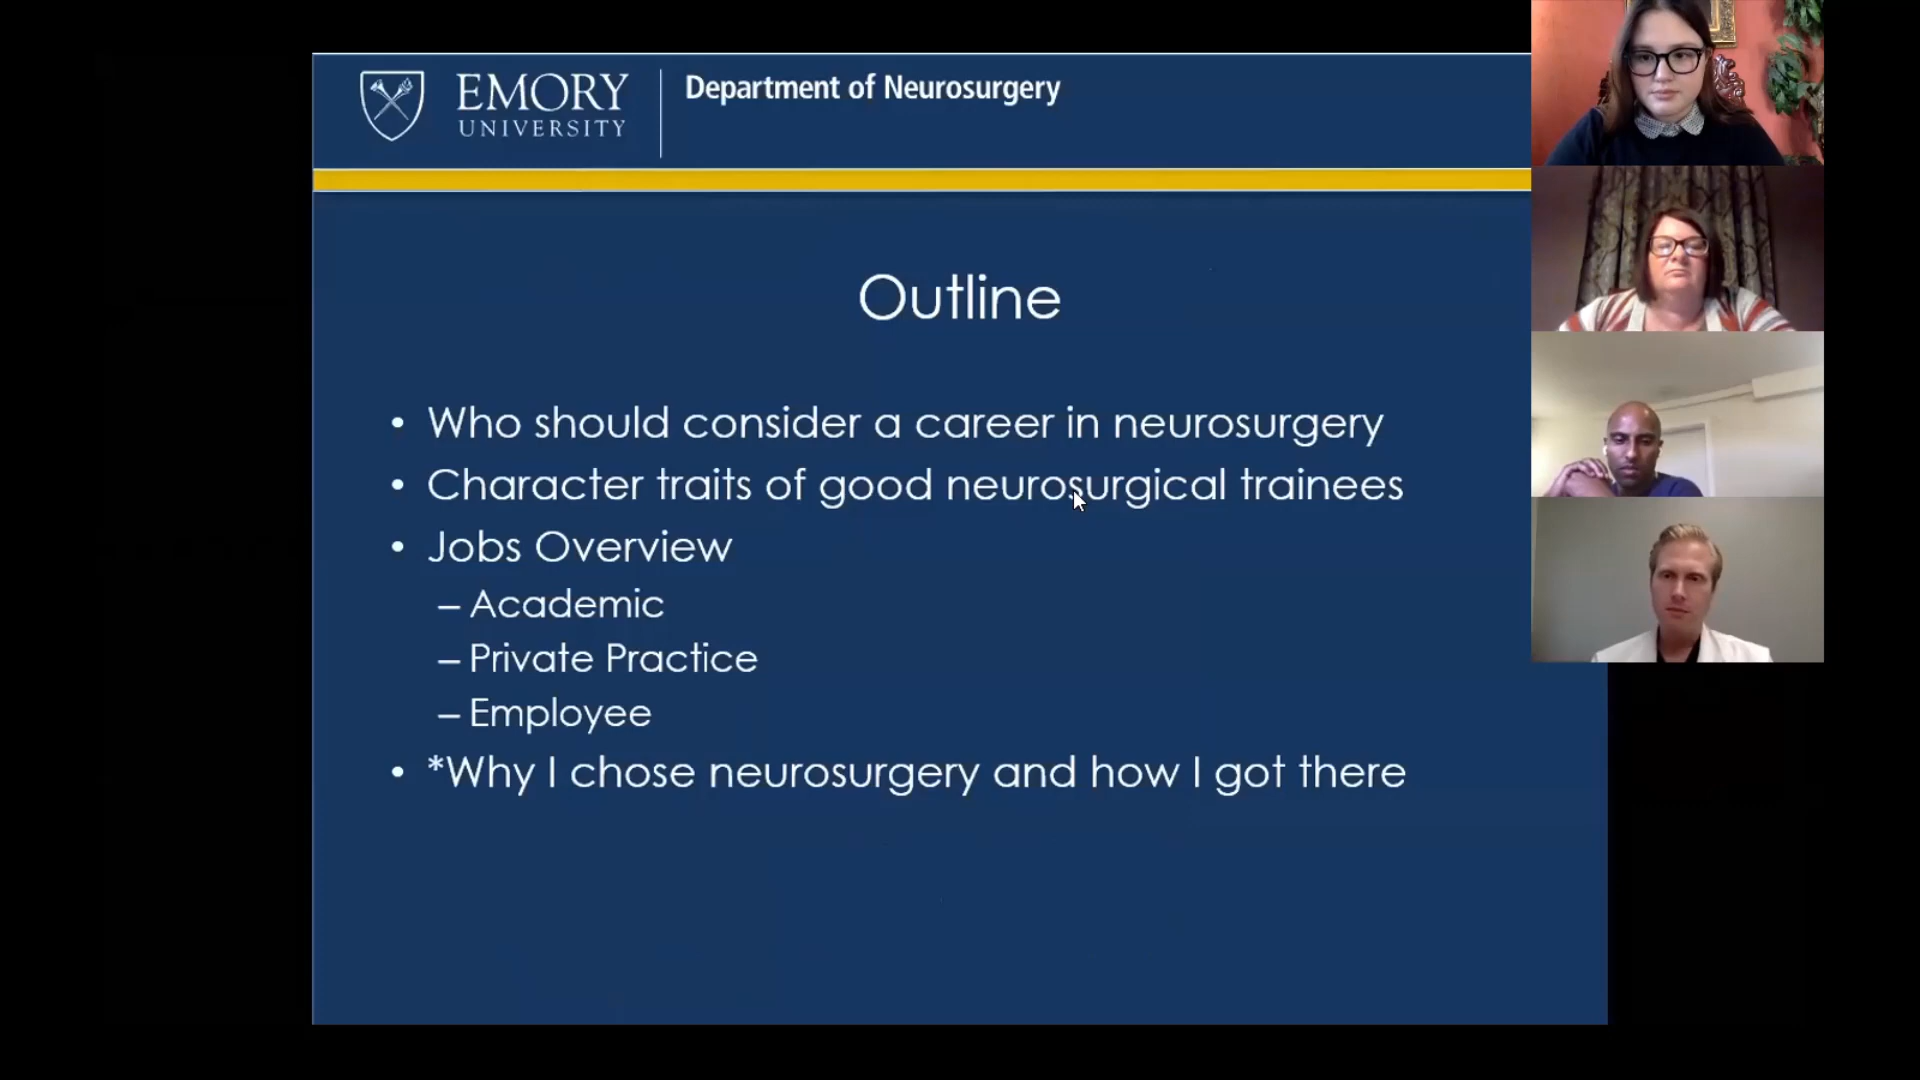 EMORY
UNIVERSITY
Department of Neurosurgery
Outline
• Who should consider a career in neurosurgery
• Character traits of good neurosurgical trainees
• Jobs Overview
– Academic
– Private Practice
– Employee
• *Why I chose neurosurgery and how I got there